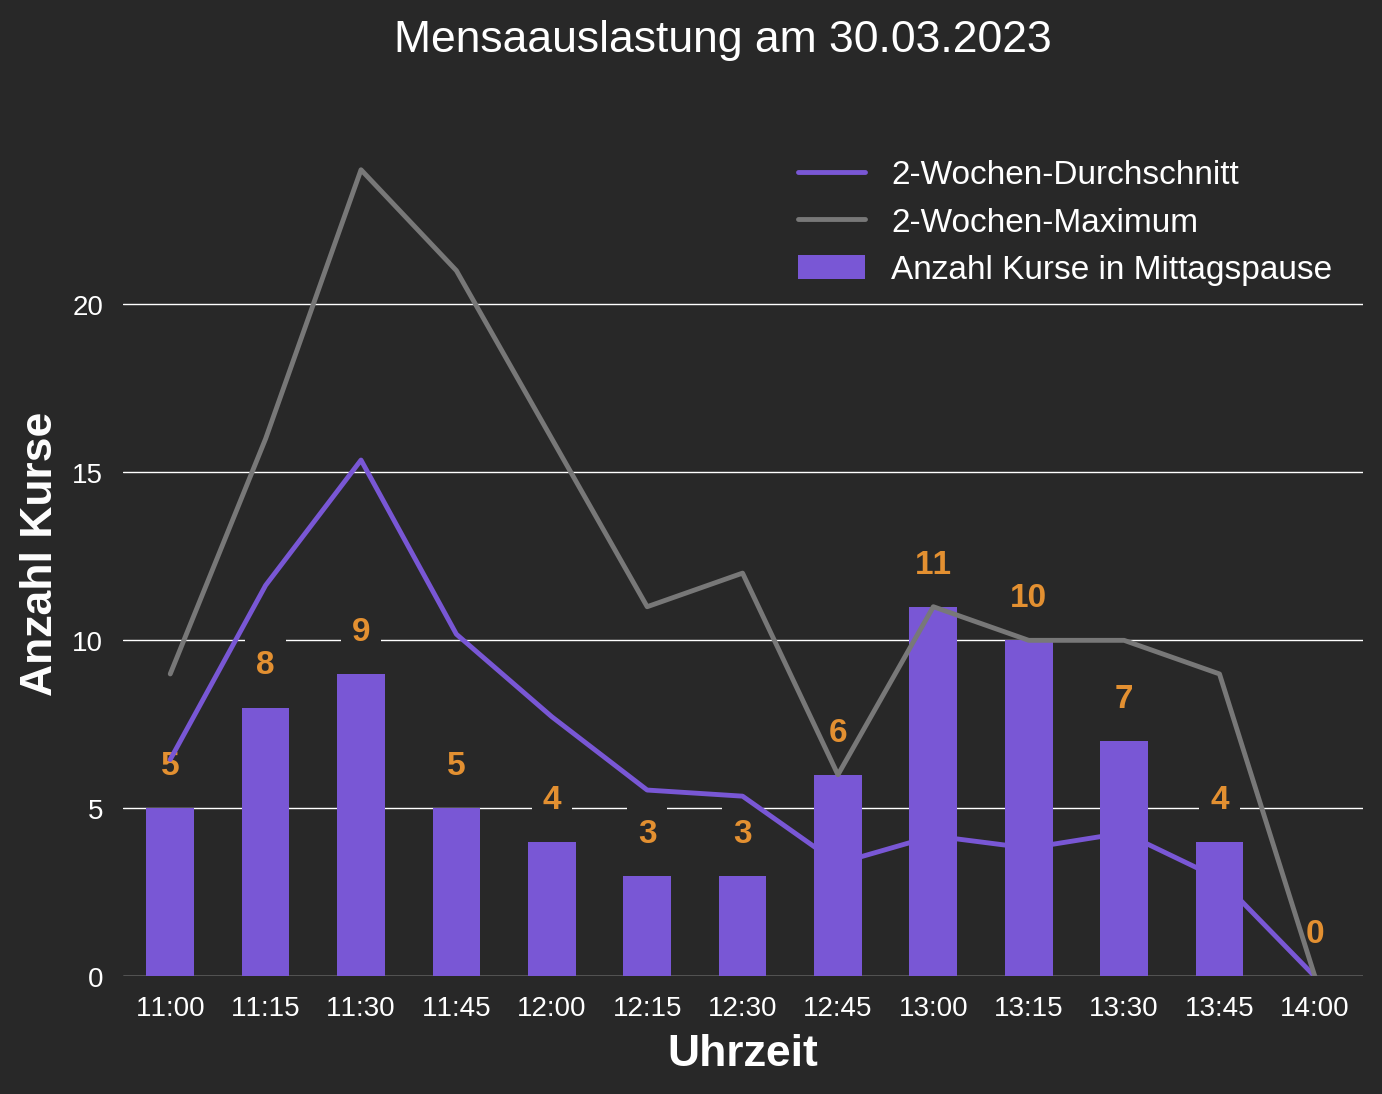 Mensaauslastung am 30.03.2023
2-Wochen-Durchschnitt
2-Wochen-Maximum
Anzahl Kurse in Mittagspause
Anzahl Kurse
20
15
10
5
0
5
8
9
5
4
3
3
6
11
10
7
4
0
11:00 11:15 11:30 11:45 12:00 12:15 12:30 12:45 13:00 13:15 13:30 13:45 14:00
Uhrzeit